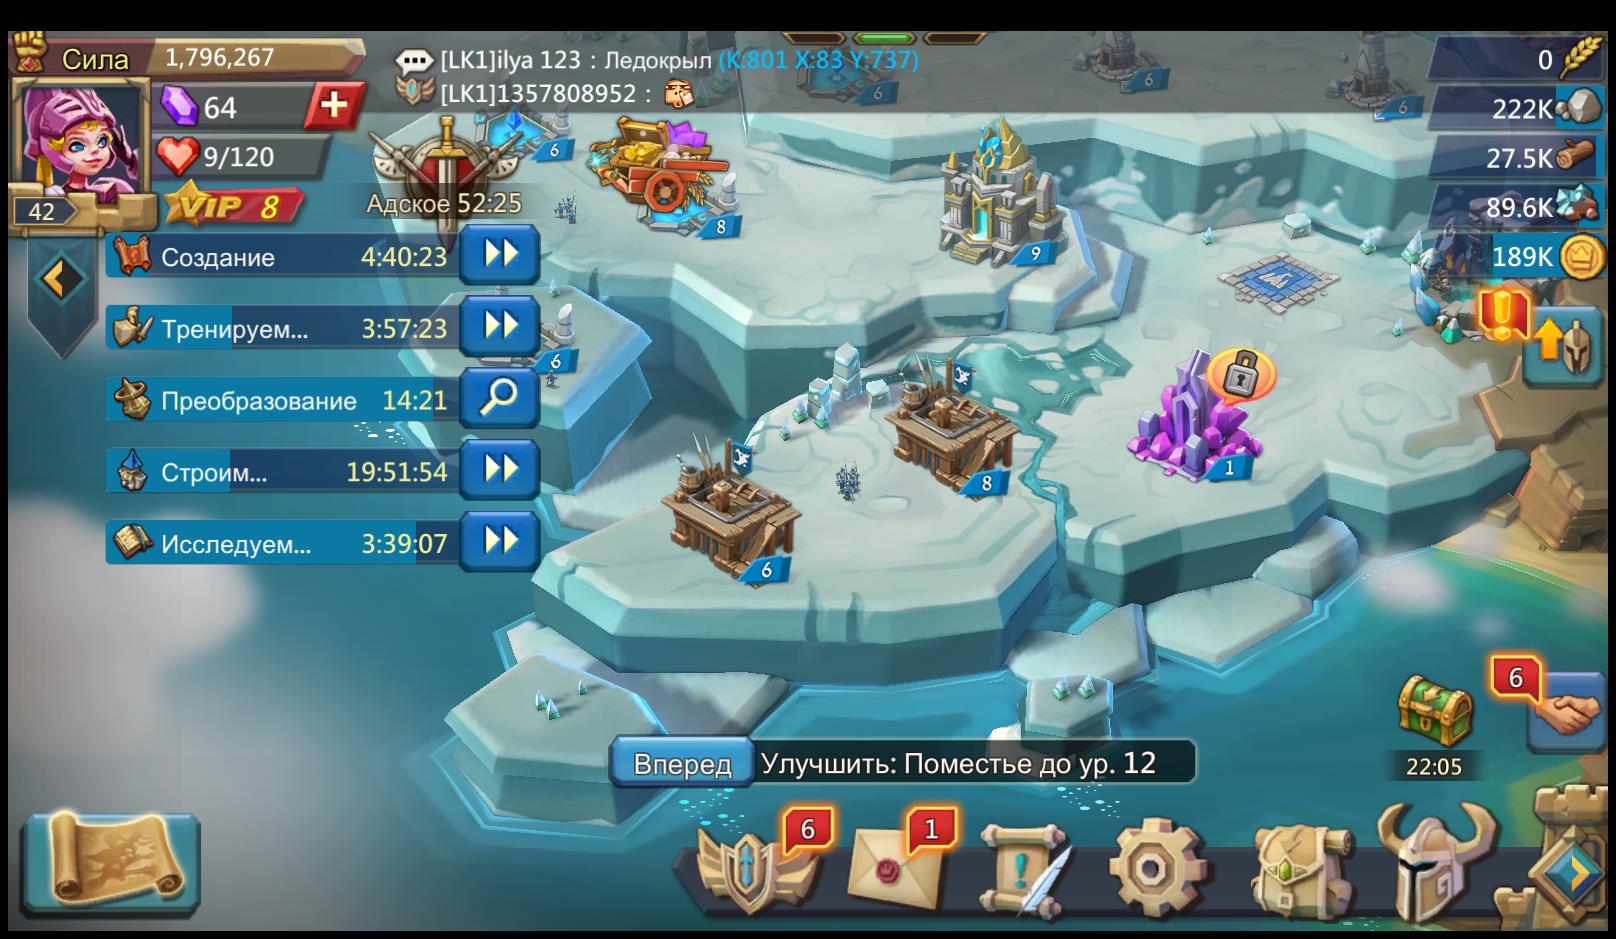 Сила 1,796,267
[LK1]ilya 123 : Ледокрыл (K:801 X:83 Y:737)
[LK1]1357808952 :
0
64
222K
9/120
27.5K
VIP 8
42
Адское 52:25
89.6K
189K
6
6
6
6
8
9
Создание 4:40:23
Тренируем... 3:57:23
6
Преобразование 14:21
Строим... 19:51:54
Исследуем... 3:39:07
1
8
6
6
22:05
Вперед Улучшить: Поместье до ур. 12
6
1